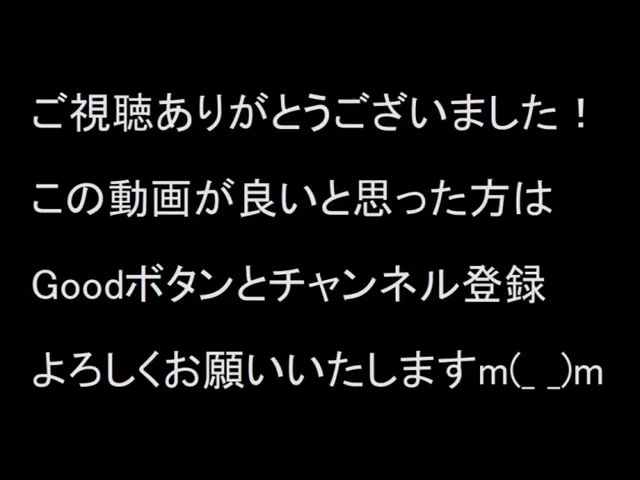 ご視聴ありがとうございました！
この動画が良いと思った方は
Goodボタンとチャンネル登録
よろしくお願いいたしますm(_ _)m